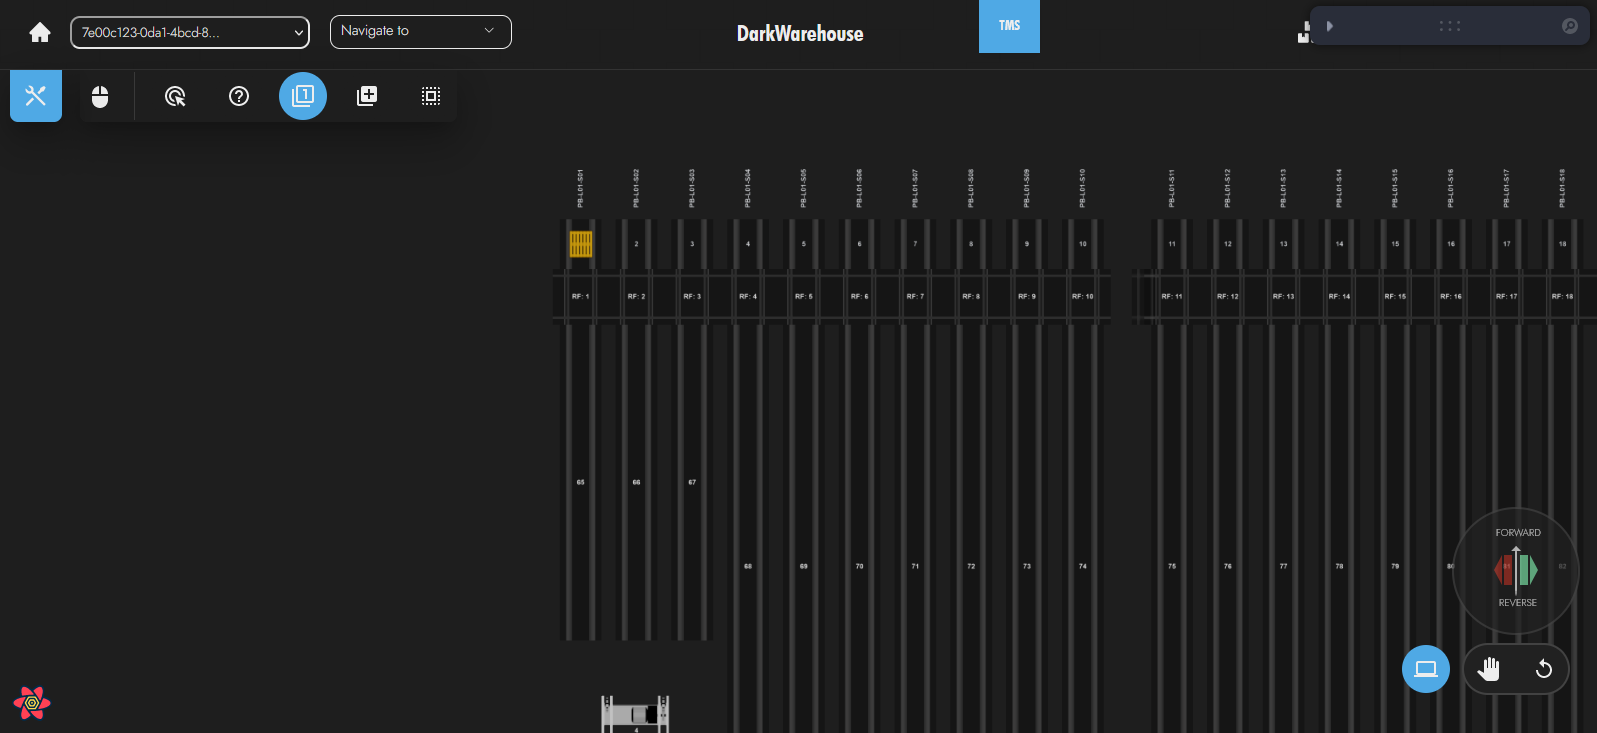 7e00c123-0da1-4bcd-8...
Navigate to
DarkWarehouse
TMS
1
PB-L01-S01 PB-L01-S02 PB-L01-S03 PB-L01-S04 PB-L01-S05 PB-L01-S06 PB-L01-S07 PB-L01-S08 PB-L01-S09 PB-L01-S10 PB-L01-S11 PB-L01-S12 PB-L01-S13 PB-L01-S14 PB-L01-S15 PB-L01-S16 PB-L01-S17 PB-L01-S18
2 3 4 5 6 7 8 9 10 11 12 13 14 15 16 17 18
RF: 1 RF: 2 RF: 3 RF: 4 RF: 5 RF: 6 RF: 7 RF: 8 RF: 9 RF: 10 RF: 11 RF: 12 RF: 13 RF: 14 RF: 15 RF: 16 RF: 17 RF: 18
65 66 67
FORWARD
68 69 70 71 72 73 74 75 76 77 78 79 80 81 82
REVERSE
4